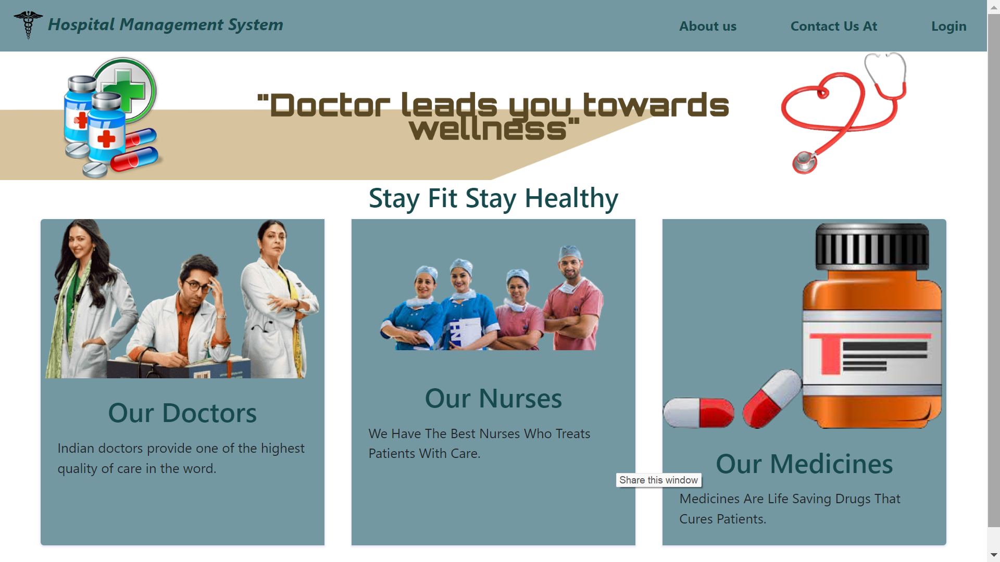 Hospital Management System
About us
Contact Us At
Login
"Doctor leads you towards
wellness"
Stay Fit Stay Healthy
Our Doctors
Indian doctors provide one of the highest
quality of care in the word.
Our Nurses
We Have The Best Nurses Who Treats
Patients With Care.
Share this window
Our Medicines
Medicines Are Life Saving Drugs That
Cures Patients.